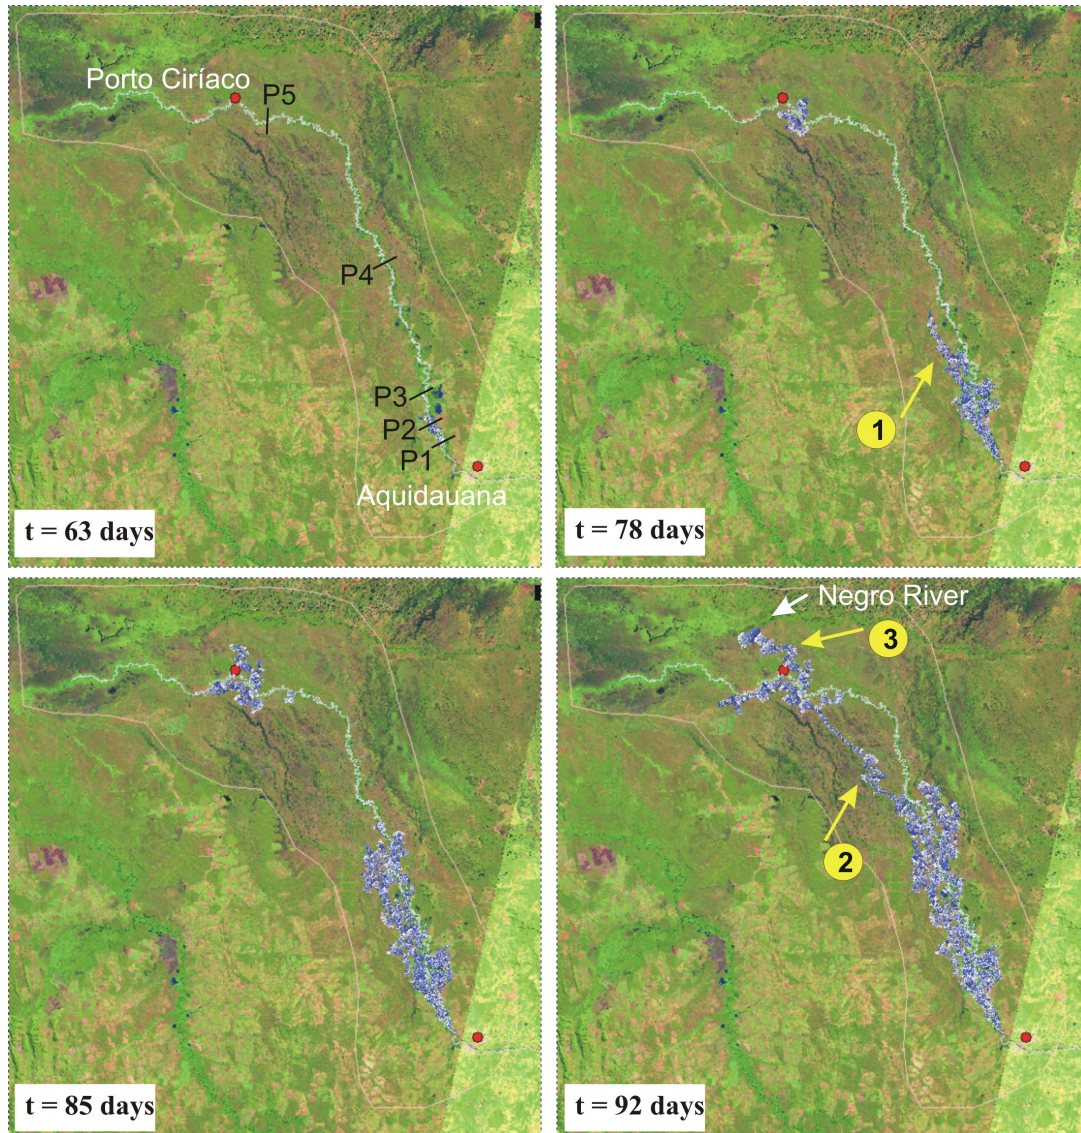 Porto Ciríaco
P5
P4
P3
P2
P1
Aquidauana
t = 63 days
1
t = 78 days
t = 85 days
Negro River
3
2
t = 92 days